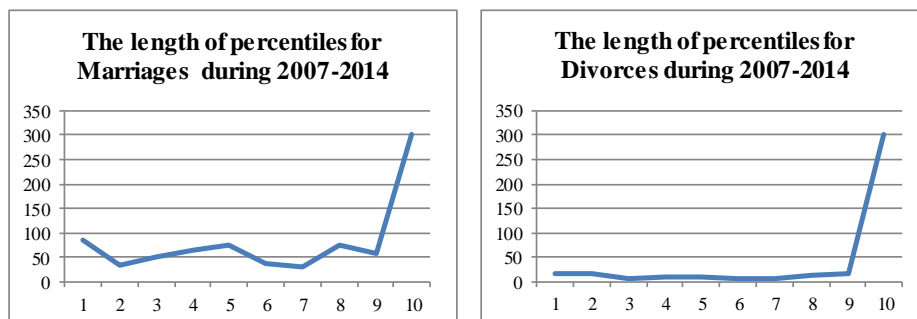 The length of percentiles for
Marriages during 2007-2014
350
300
250
200
150
100
50
0
1 2 3 4 5 6 7 8 9 10
The length of percentiles for
Divorces during 2007-2014
350
300
250
200
150
100
50
0
1 2 3 4 5 6 7 8 9 10